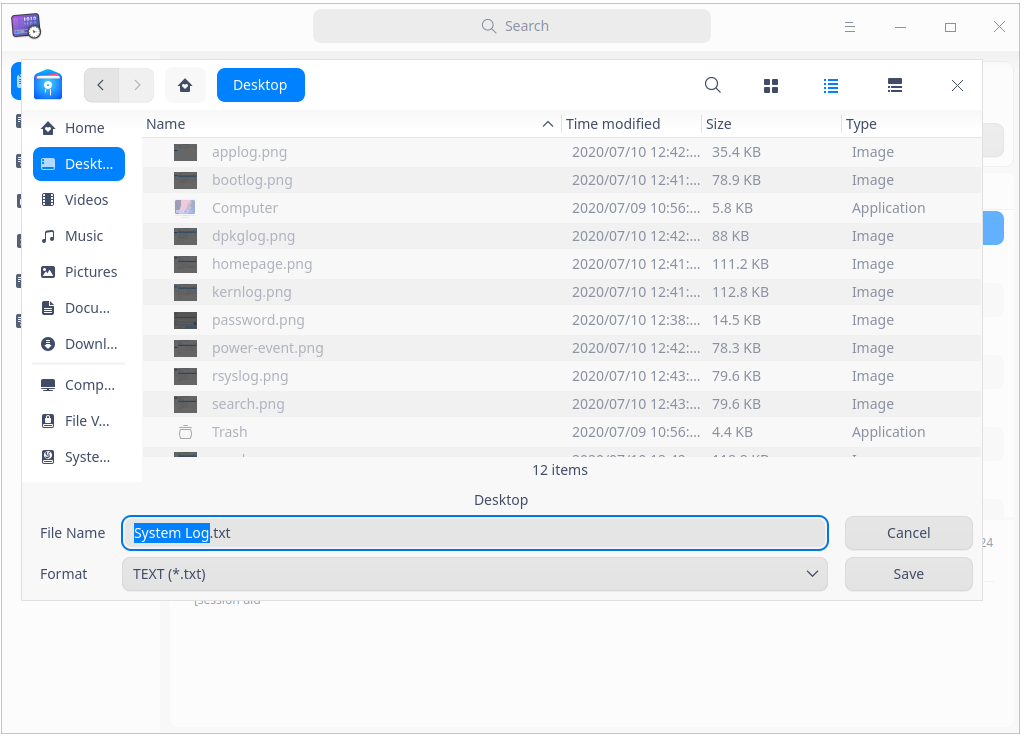 Search
Desktop
Home
Deskt...
Videos
Music
Pictures
Docu...
Downl...
Comp...
File V...
Syste...
Name Time modified Size Type
applog.png 2020/07/10 12:42:... 35.4 KB Image
bootlog.png 2020/07/10 12:41:... 78.9 KB Image
Computer 2020/07/09 10:56:... 5.8 KB Application
dpkglog.png 2020/07/10 12:42:... 88 KB Image
homepage.png 2020/07/10 12:41:... 111.2 KB Image
kernlog.png 2020/07/10 12:41:... 112.8 KB Image
password.png 2020/07/10 12:38:... 14.5 KB Image
power-event.png 2020/07/10 12:42:... 78.3 KB Image
rsyslog.png 2020/07/10 12:43:... 79.6 KB Image
search.png 2020/07/10 12:43:... 79.6 KB Image
Trash 2020/07/09 10:56:... 4.4 KB Application
12 items
Desktop
File Name System Log.txt Cancel
Format TEXT (*.txt) Save
24